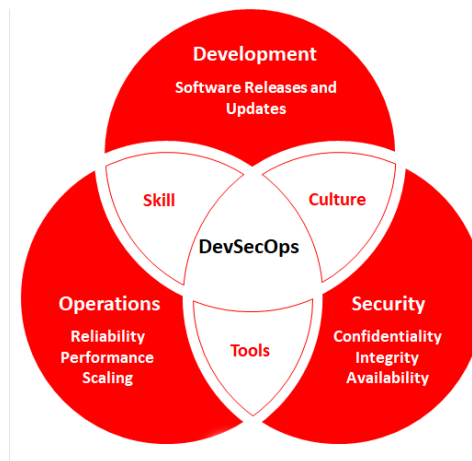 Development
Software Releases and
Updates
Skill
Culture
DevSecOps
Operations
Reliability
Performance
Scaling
Security
Confidentiality
Integrity
Availability
Tools